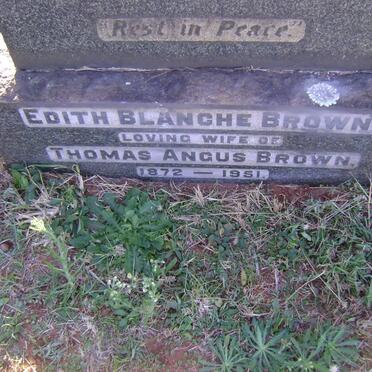 Rest in Peace."
EDITH BLANCHE BROWN
LOVING WIFE OF
THOMAS ANGUS BROWN.
1872 — 1951.